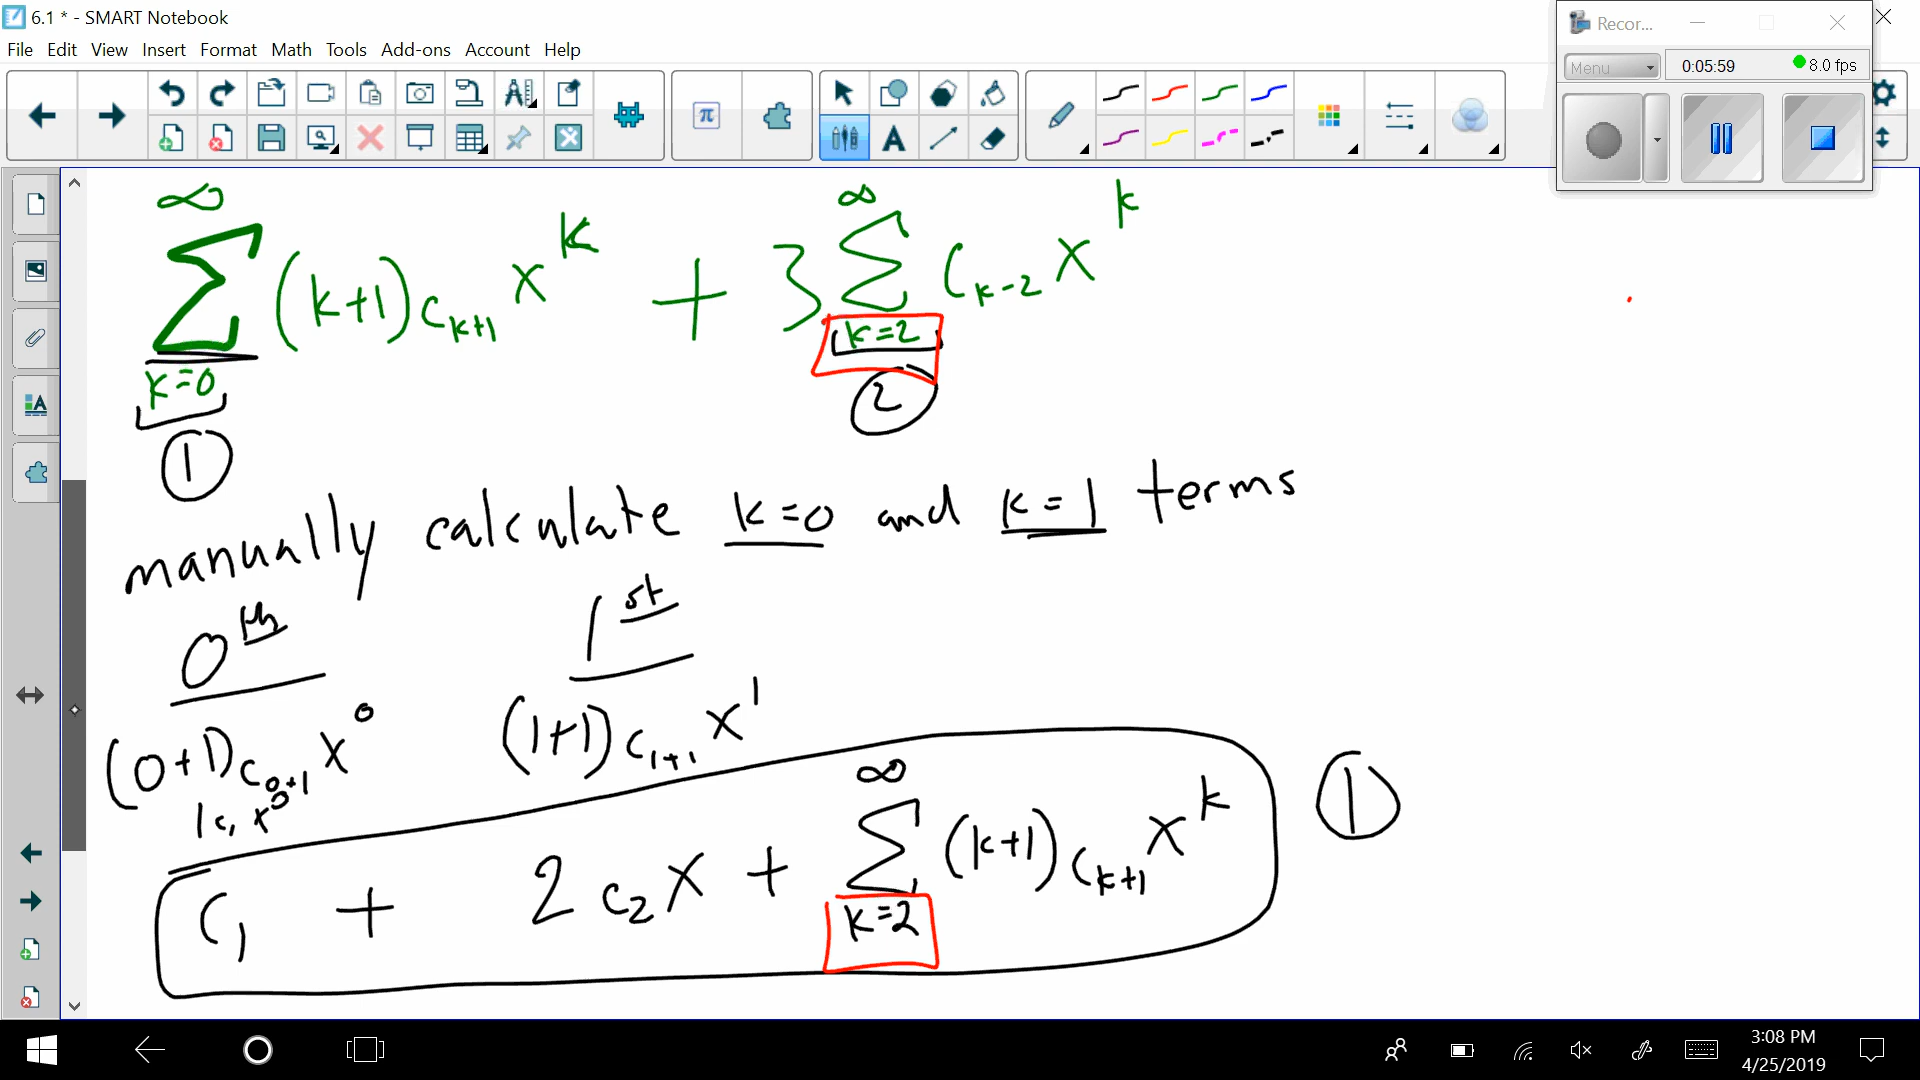 6.1 * - SMART Notebook
File Edit View Insert Format Math Tools Add-ons Account Help
Recor...
Menu 0:05:59 8.0 fps
∞ ∑ k=0 (k+1) c_{k+1} x^k + 3 ∞ ∑ k=2 c_{k-2} x^k
① ②
manually calculate k=0 and k=1 terms
0th 1st
(0+1) c_{0+1} x^0 (1+1) c_{1+1} x^1
1c_1 x^0
c_1 + 2 c_2 x + ∞ ∑ k=2 (k+1) c_{k+1} x^k ①
3:08 PM
4/25/2019